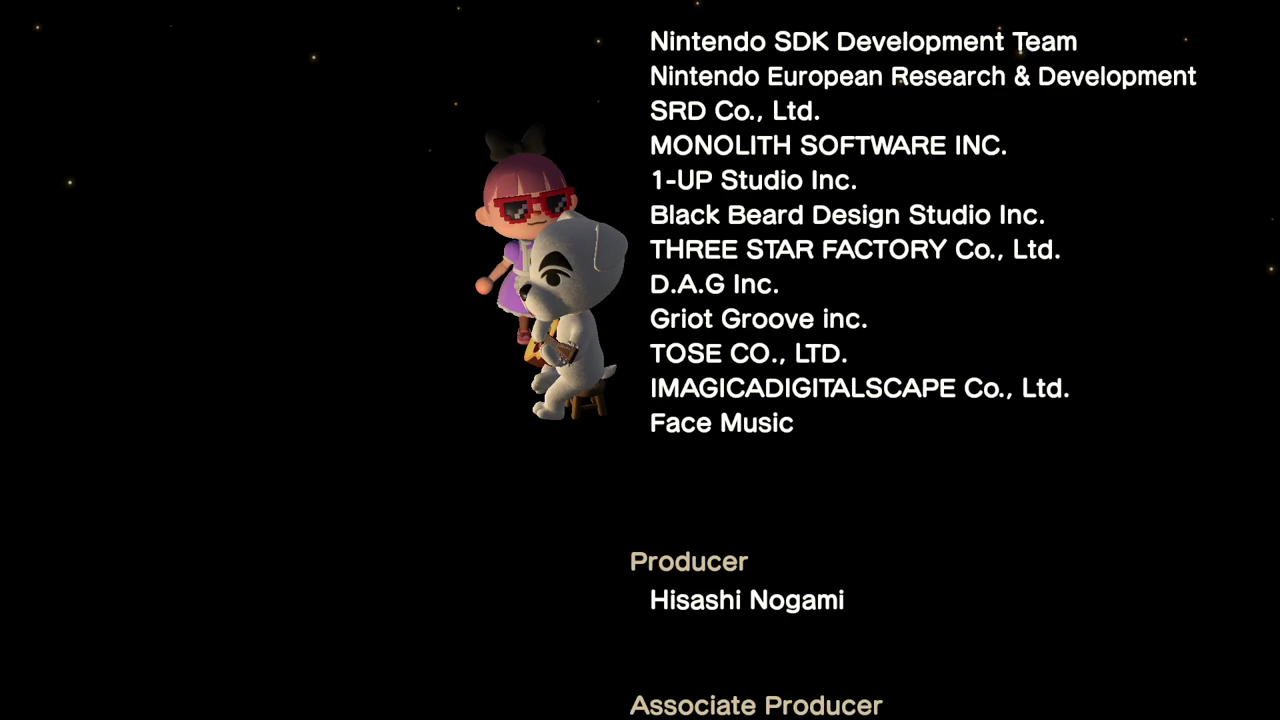 Nintendo SDK Development Team
Nintendo European Research & Development
SRD Co., Ltd.
MONOLITH SOFTWARE INC.
1-UP Studio Inc.
Black Beard Design Studio Inc.
THREE STAR FACTORY Co., Ltd.
D.A.G Inc.
Griot Groove inc.
TOSE CO., LTD.
IMAGICADIGITALSCAPE Co., Ltd.
Face Music
Producer
Hisashi Nogami
Associate Producer